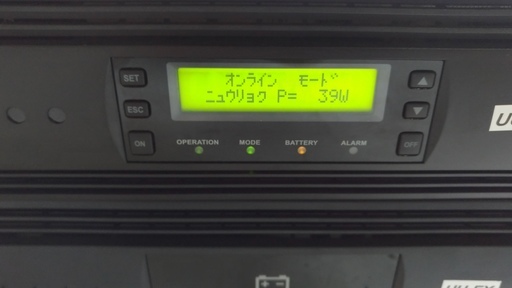 オンライン モード
ニュウリョク P= 39W
SET
ESC
ON
OPERATION MODE BATTERY ALARM
OFF